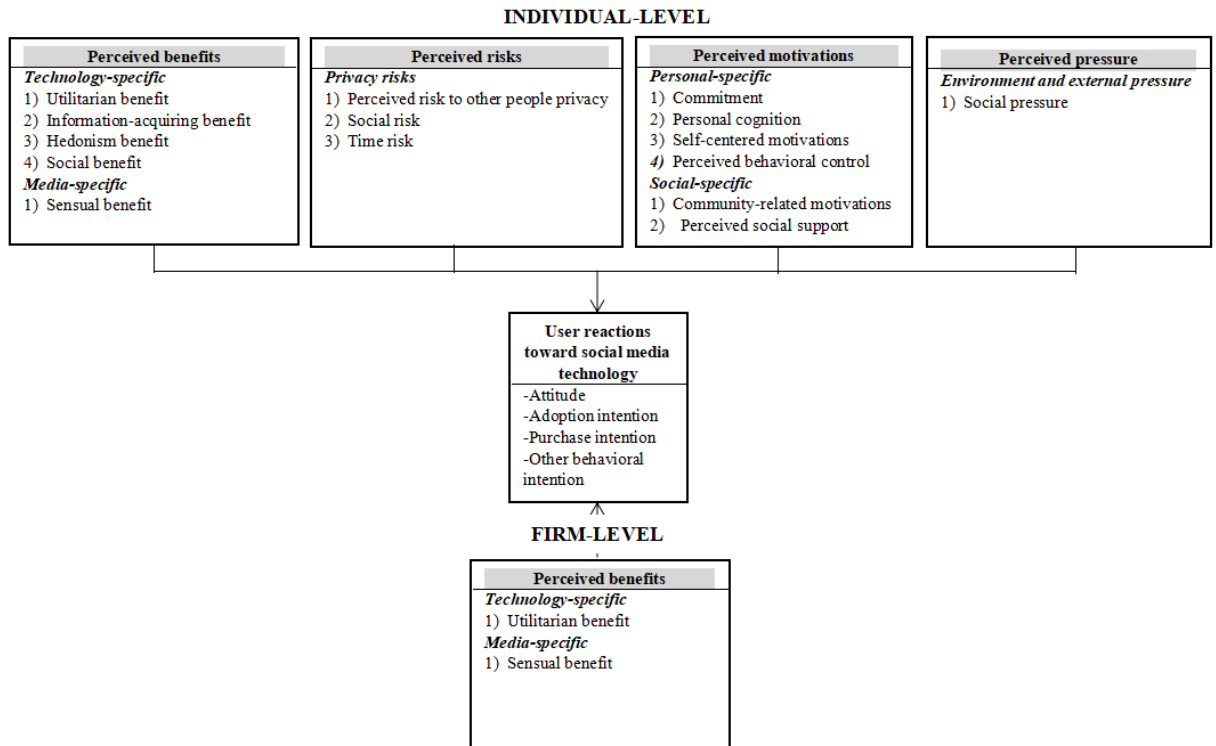 INDIVIDUAL-LEVEL
Perceived benefits
Technology-specific
1) Utilitarian benefit
2) Information-acquiring benefit
3) Hedonism benefit
4) Social benefit
Media-specific
1) Sensual benefit
Perceived risks
Privacy risks
1) Perceived risk to other people privacy
2) Social risk
3) Time risk
Perceived motivations
Personal-specific
1) Commitment
2) Personal cognition
3) Self-centered motivations
4) Perceived behavioral control
Social-specific
1) Community-related motivations
2) Perceived social support
Perceived pressure
Environment and external pressure
1) Social pressure
User reactions
toward social media
technology
-Attitude
-Adoption intention
-Purchase intention
-Other behavioral
intention
FIRM-LEVEL
Perceived benefits
Technology-specific
1) Utilitarian benefit
Media-specific
1) Sensual benefit